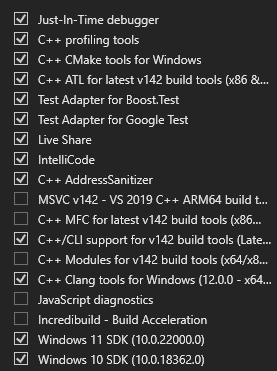 Just-In-Time debugger
C++ profiling tools
C++ CMake tools for Windows
C++ ATL for latest v142 build tools (x86 &...
Test Adapter for Boost.Test
Test Adapter for Google Test
Live Share
IntelliCode
C++ AddressSanitizer
MSVC v142 - VS 2019 C++ ARM64 build t...
C++ MFC for latest v142 build tools (x86...
C++/CLI support for v142 build tools (Late...
C++ Modules for v142 build tools (x64/x8...
C++ Clang tools for Windows (12.0.0 - x64...
JavaScript diagnostics
Incredibuild - Build Acceleration
Windows 11 SDK (10.0.22000.0)
Windows 10 SDK (10.0.18362.0)